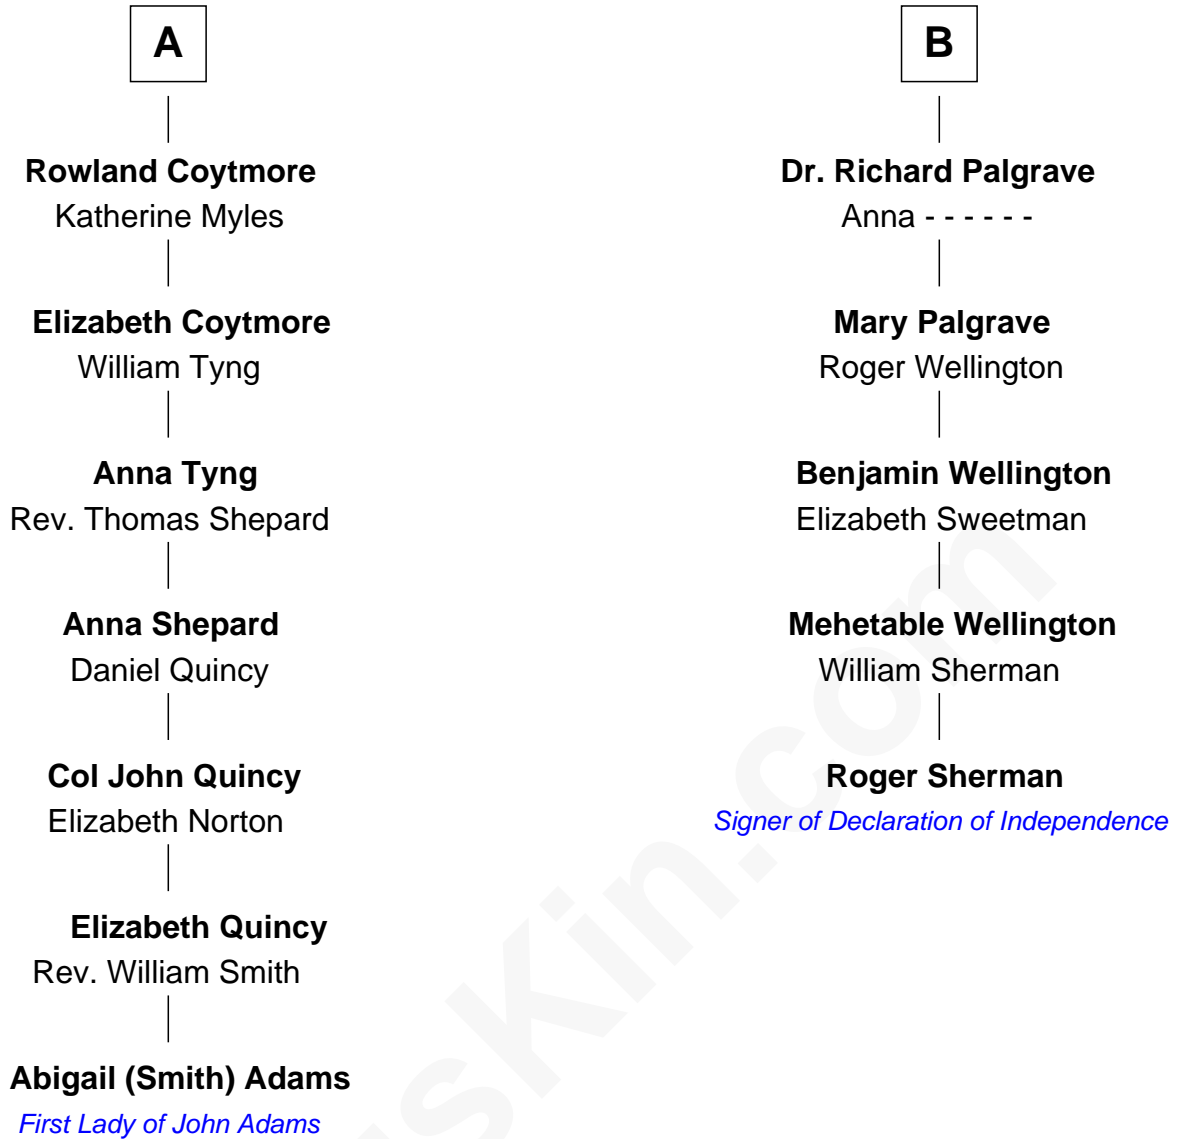 A
Rowland Coytmore
Katherine Myles
Elizabeth Coytmore
William Tyng
Anna Tyng
Rev. Thomas Shepard
Anna Shepard
Daniel Quincy
Col John Quincy
Elizabeth Norton
Elizabeth Quincy
Rev. William Smith
Abigail (Smith) Adams
First Lady of John Adams
B
Dr. Richard Palgrave
Anna - - - - - -
Mary Palgrave
Roger Wellington
Benjamin Wellington
Elizabeth Sweetman
Mehetable Wellington
William Sherman
Roger Sherman
Signer of Declaration of Independence
sKin.com